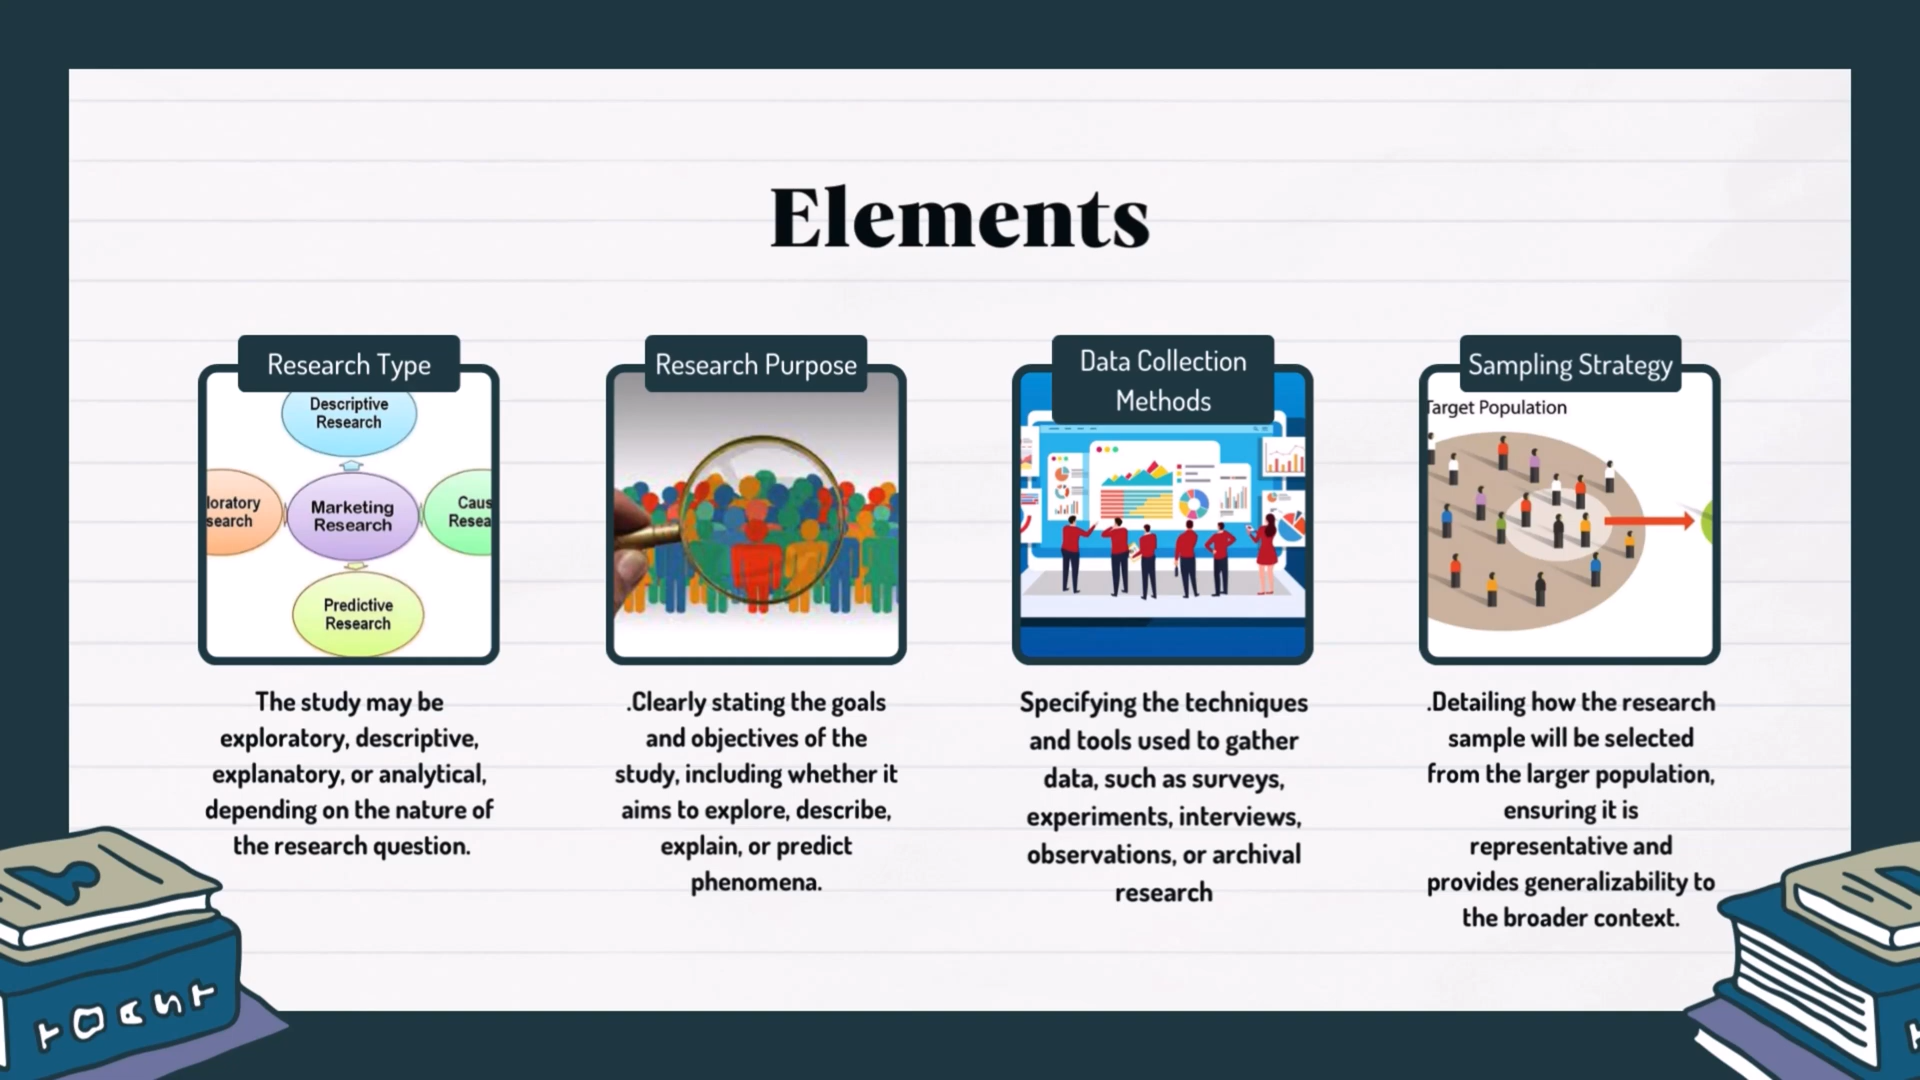 Elements
Research Type
Descriptive
Research
loratory
search
Marketing
Research
Caus
Resea
Predictive
Research
The study may be
exploratory, descriptive,
explanatory, or analytical,
depending on the nature of
the research question.
Research Purpose
.Clearly stating the goals
and objectives of the
study, including whether it
aims to explore, describe,
explain, or predict
phenomena.
Data Collection
Methods
Specifying the techniques
and tools used to gather
data, such as surveys,
experiments, interviews,
observations, or archival
research
Sampling Strategy
Target Population
.Detailing how the research
sample will be selected
from the larger population,
ensuring it is
representative and
provides generalizability to
the broader context.